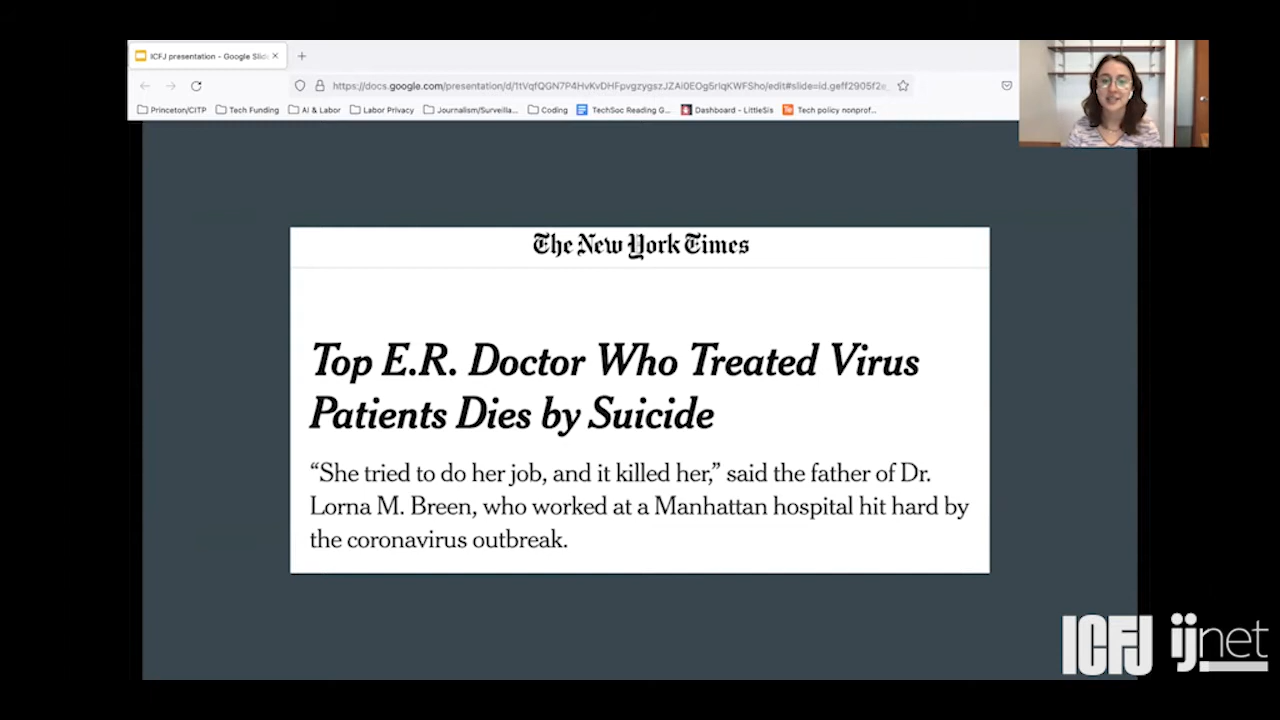 ICFJ presentation - Google Slid
https://docs.google.com/presentation/d/1tVqfQGN7P4HvKvDHFpvgzygszJZAi0EOg5rIqKWFSho/edit#slide=id.geff2905f2e_
Princeton/CITP Tech Funding AI & Labor Labor Privacy Journalism/Surveilla... Coding TechSoc Reading G... Dashboard - LittleSis Tech policy nonprof...
The New York Times
Top E.R. Doctor Who Treated Virus
Patients Dies by Suicide
“She tried to do her job, and it killed her,” said the father of Dr.
Lorna M. Breen, who worked at a Manhattan hospital hit hard by
the coronavirus outbreak.
ICFJ ijnet